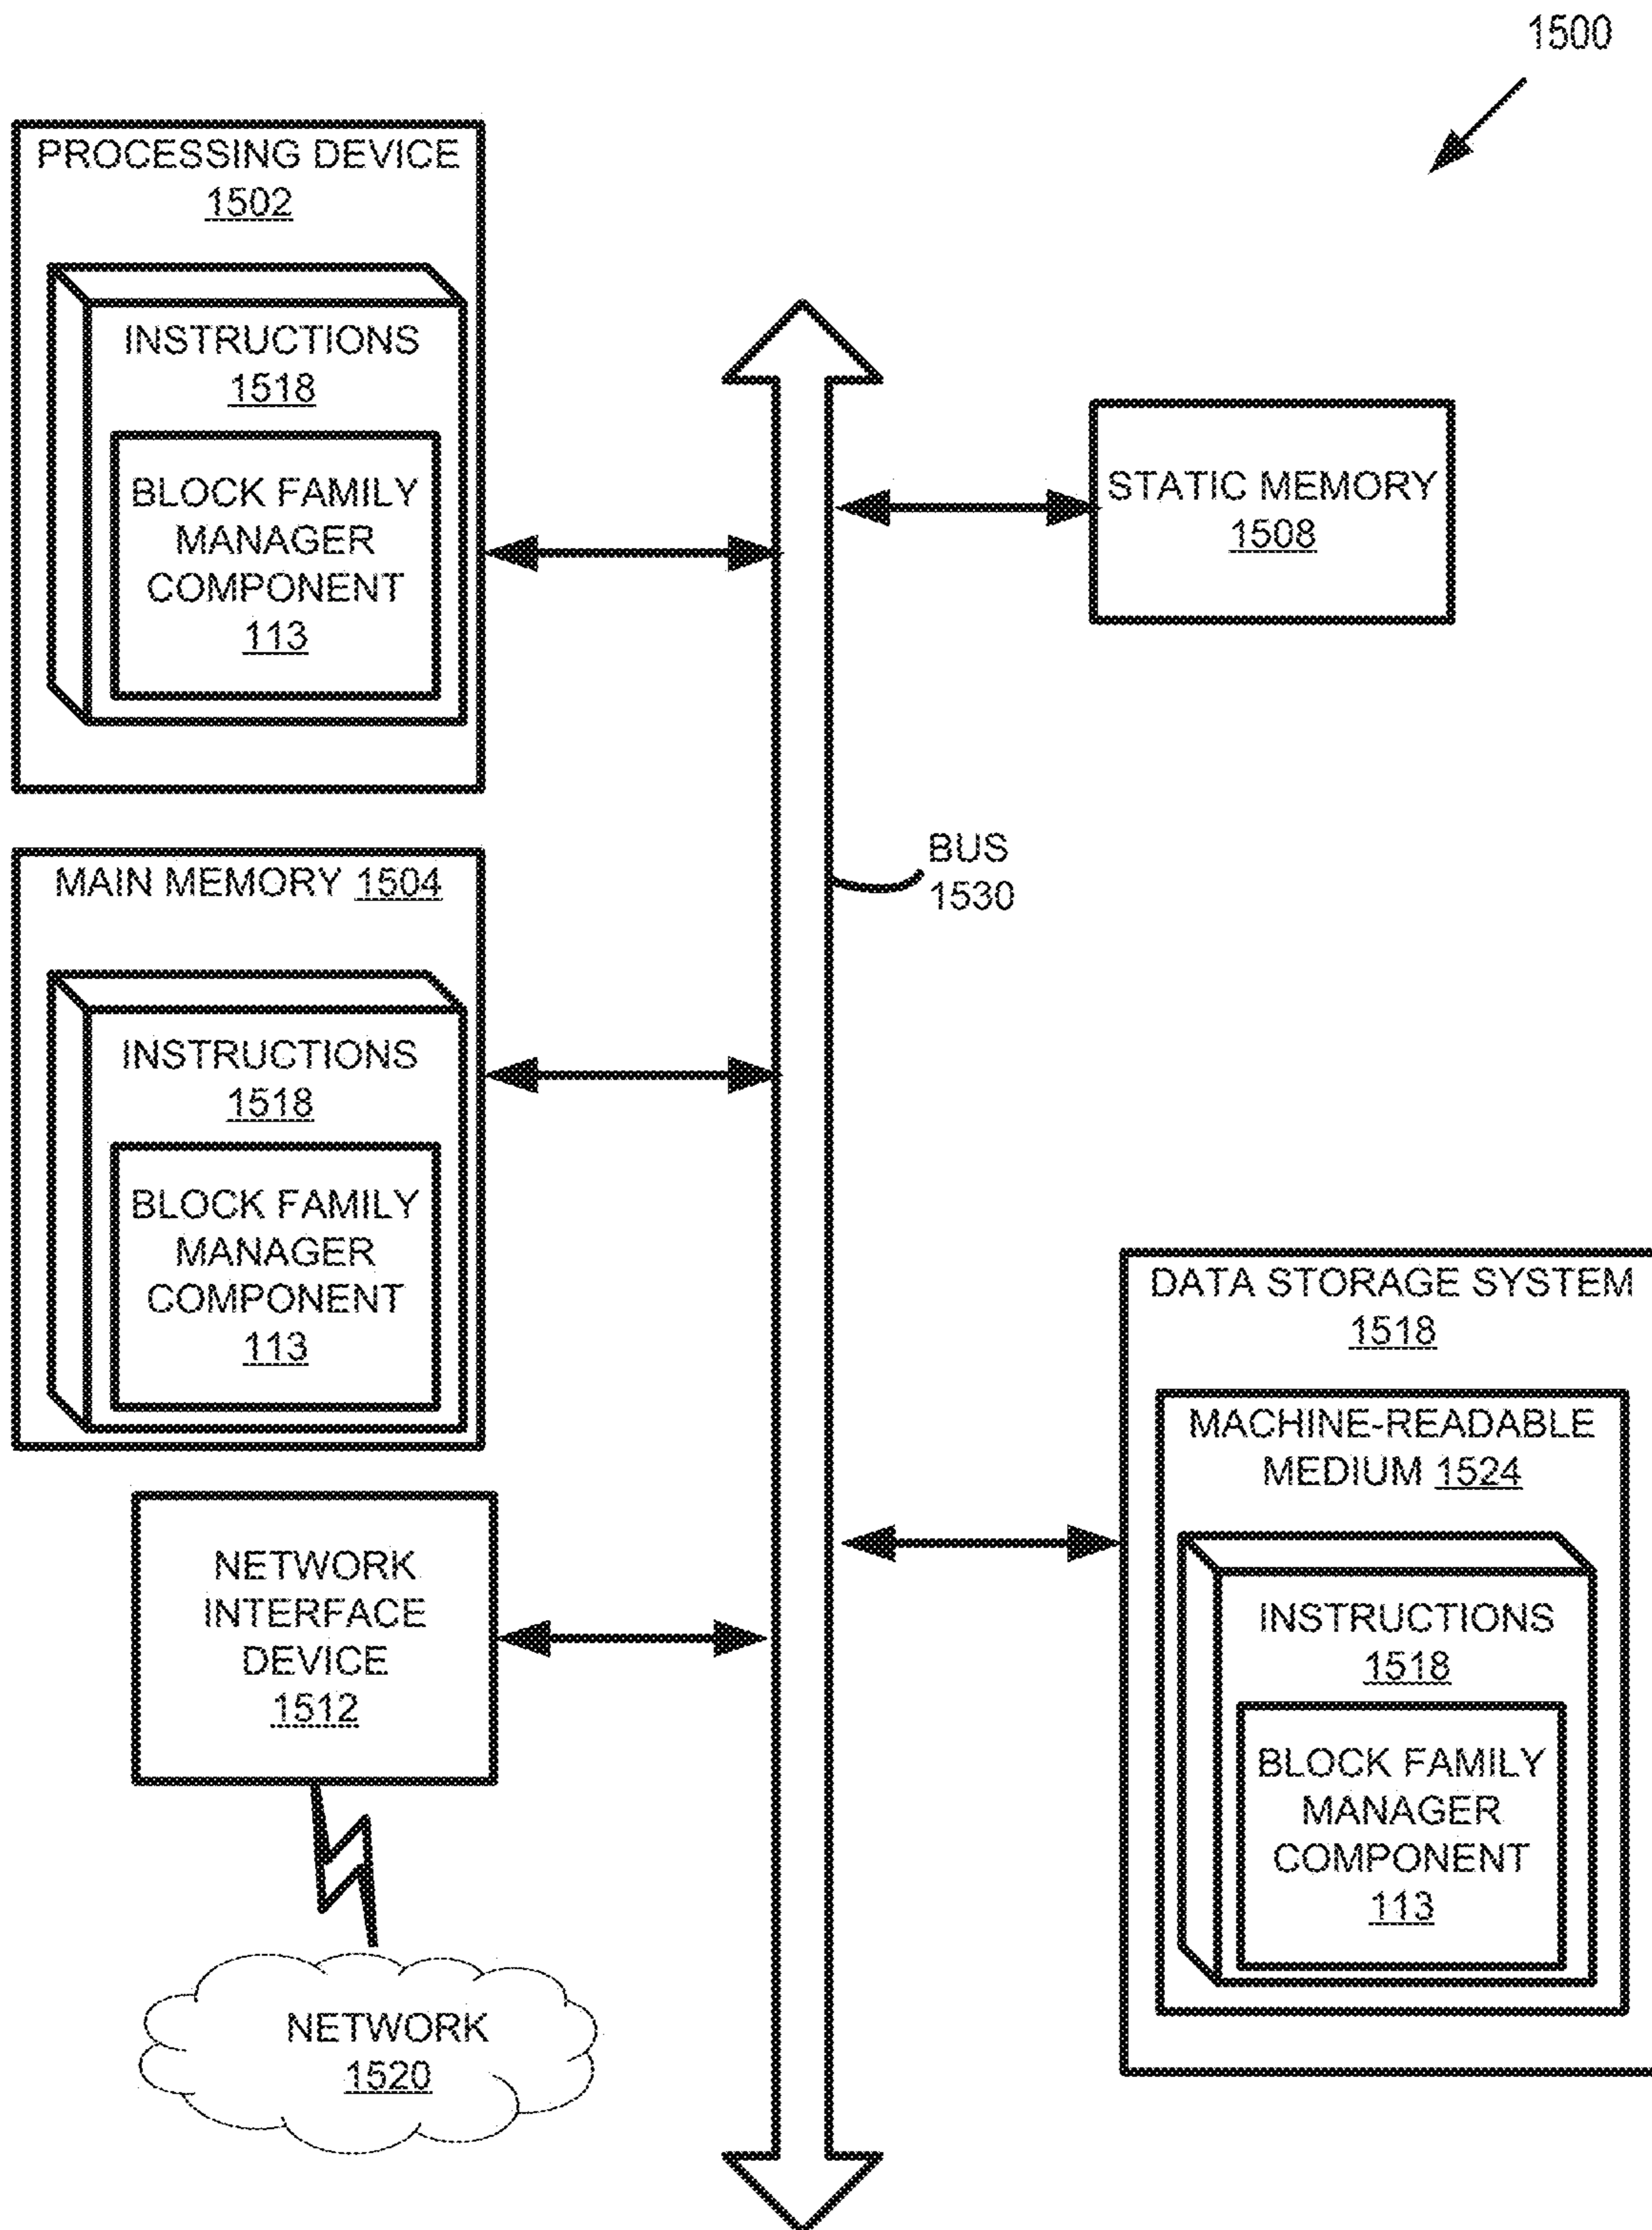 1500
PROCESSING DEVICE
1502
INSTRUCTIONS
1518
BLOCK FAMILY
MANAGER
COMPONENT
113
STATIC MEMORY
1508
BUS
1530
MAIN MEMORY 1504
INSTRUCTIONS
1518
BLOCK FAMILY
MANAGER
COMPONENT
113
DATA STORAGE SYSTEM
1518
MACHINE-READABLE
MEDIUM 1524
INSTRUCTIONS
1518
BLOCK FAMILY
MANAGER
COMPONENT
113
NETWORK
INTERFACE
DEVICE
1512
NETWORK
1520